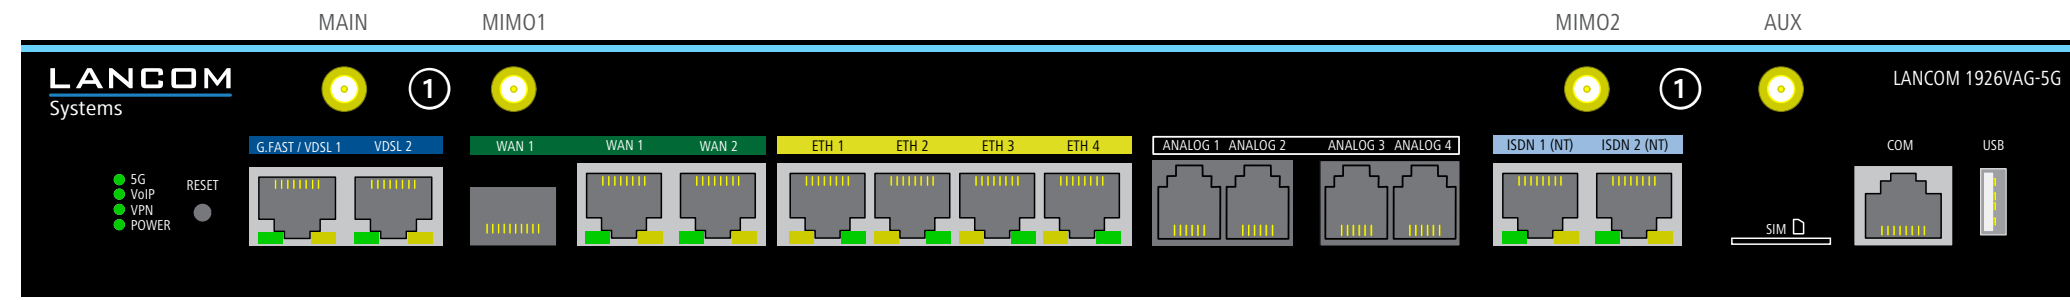 MAIN MIMO1 MIMO2 AUX
LANCOM 1 1 LANCOM 1926VAG-5G
Systems
G.FAST / VDSL 1 VDSL 2 WAN 1 WAN 1 WAN 2 ETH 1 ETH 2 ETH 3 ETH 4 ANALOG 1 ANALOG 2 ANALOG 3 ANALOG 4 ISDN 1 (NT) ISDN 2 (NT) COM USB
5G
VoIP
VPN
POWER
RESET
SIM